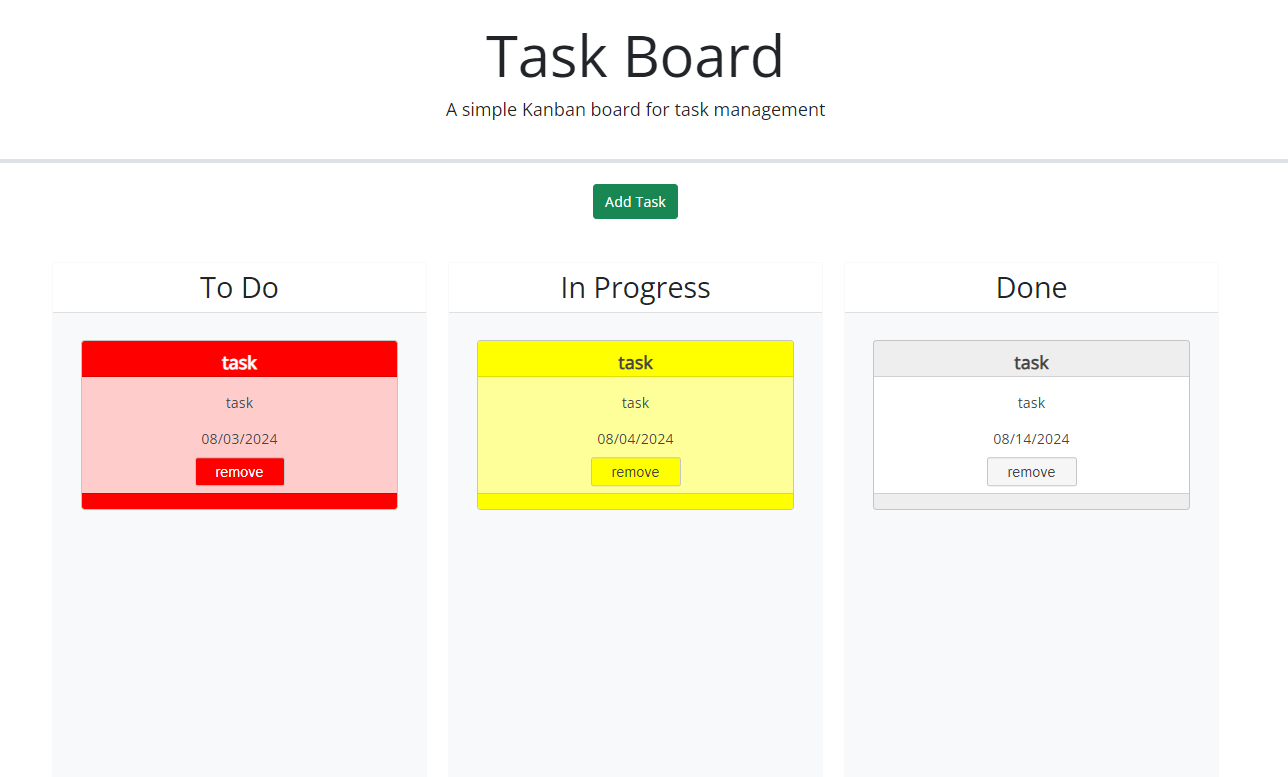 Task Board
A simple Kanban board for task management
Add Task
To Do
task
task
08/03/2024
remove
In Progress
task
task
08/04/2024
remove
Done
task
task
08/14/2024
remove